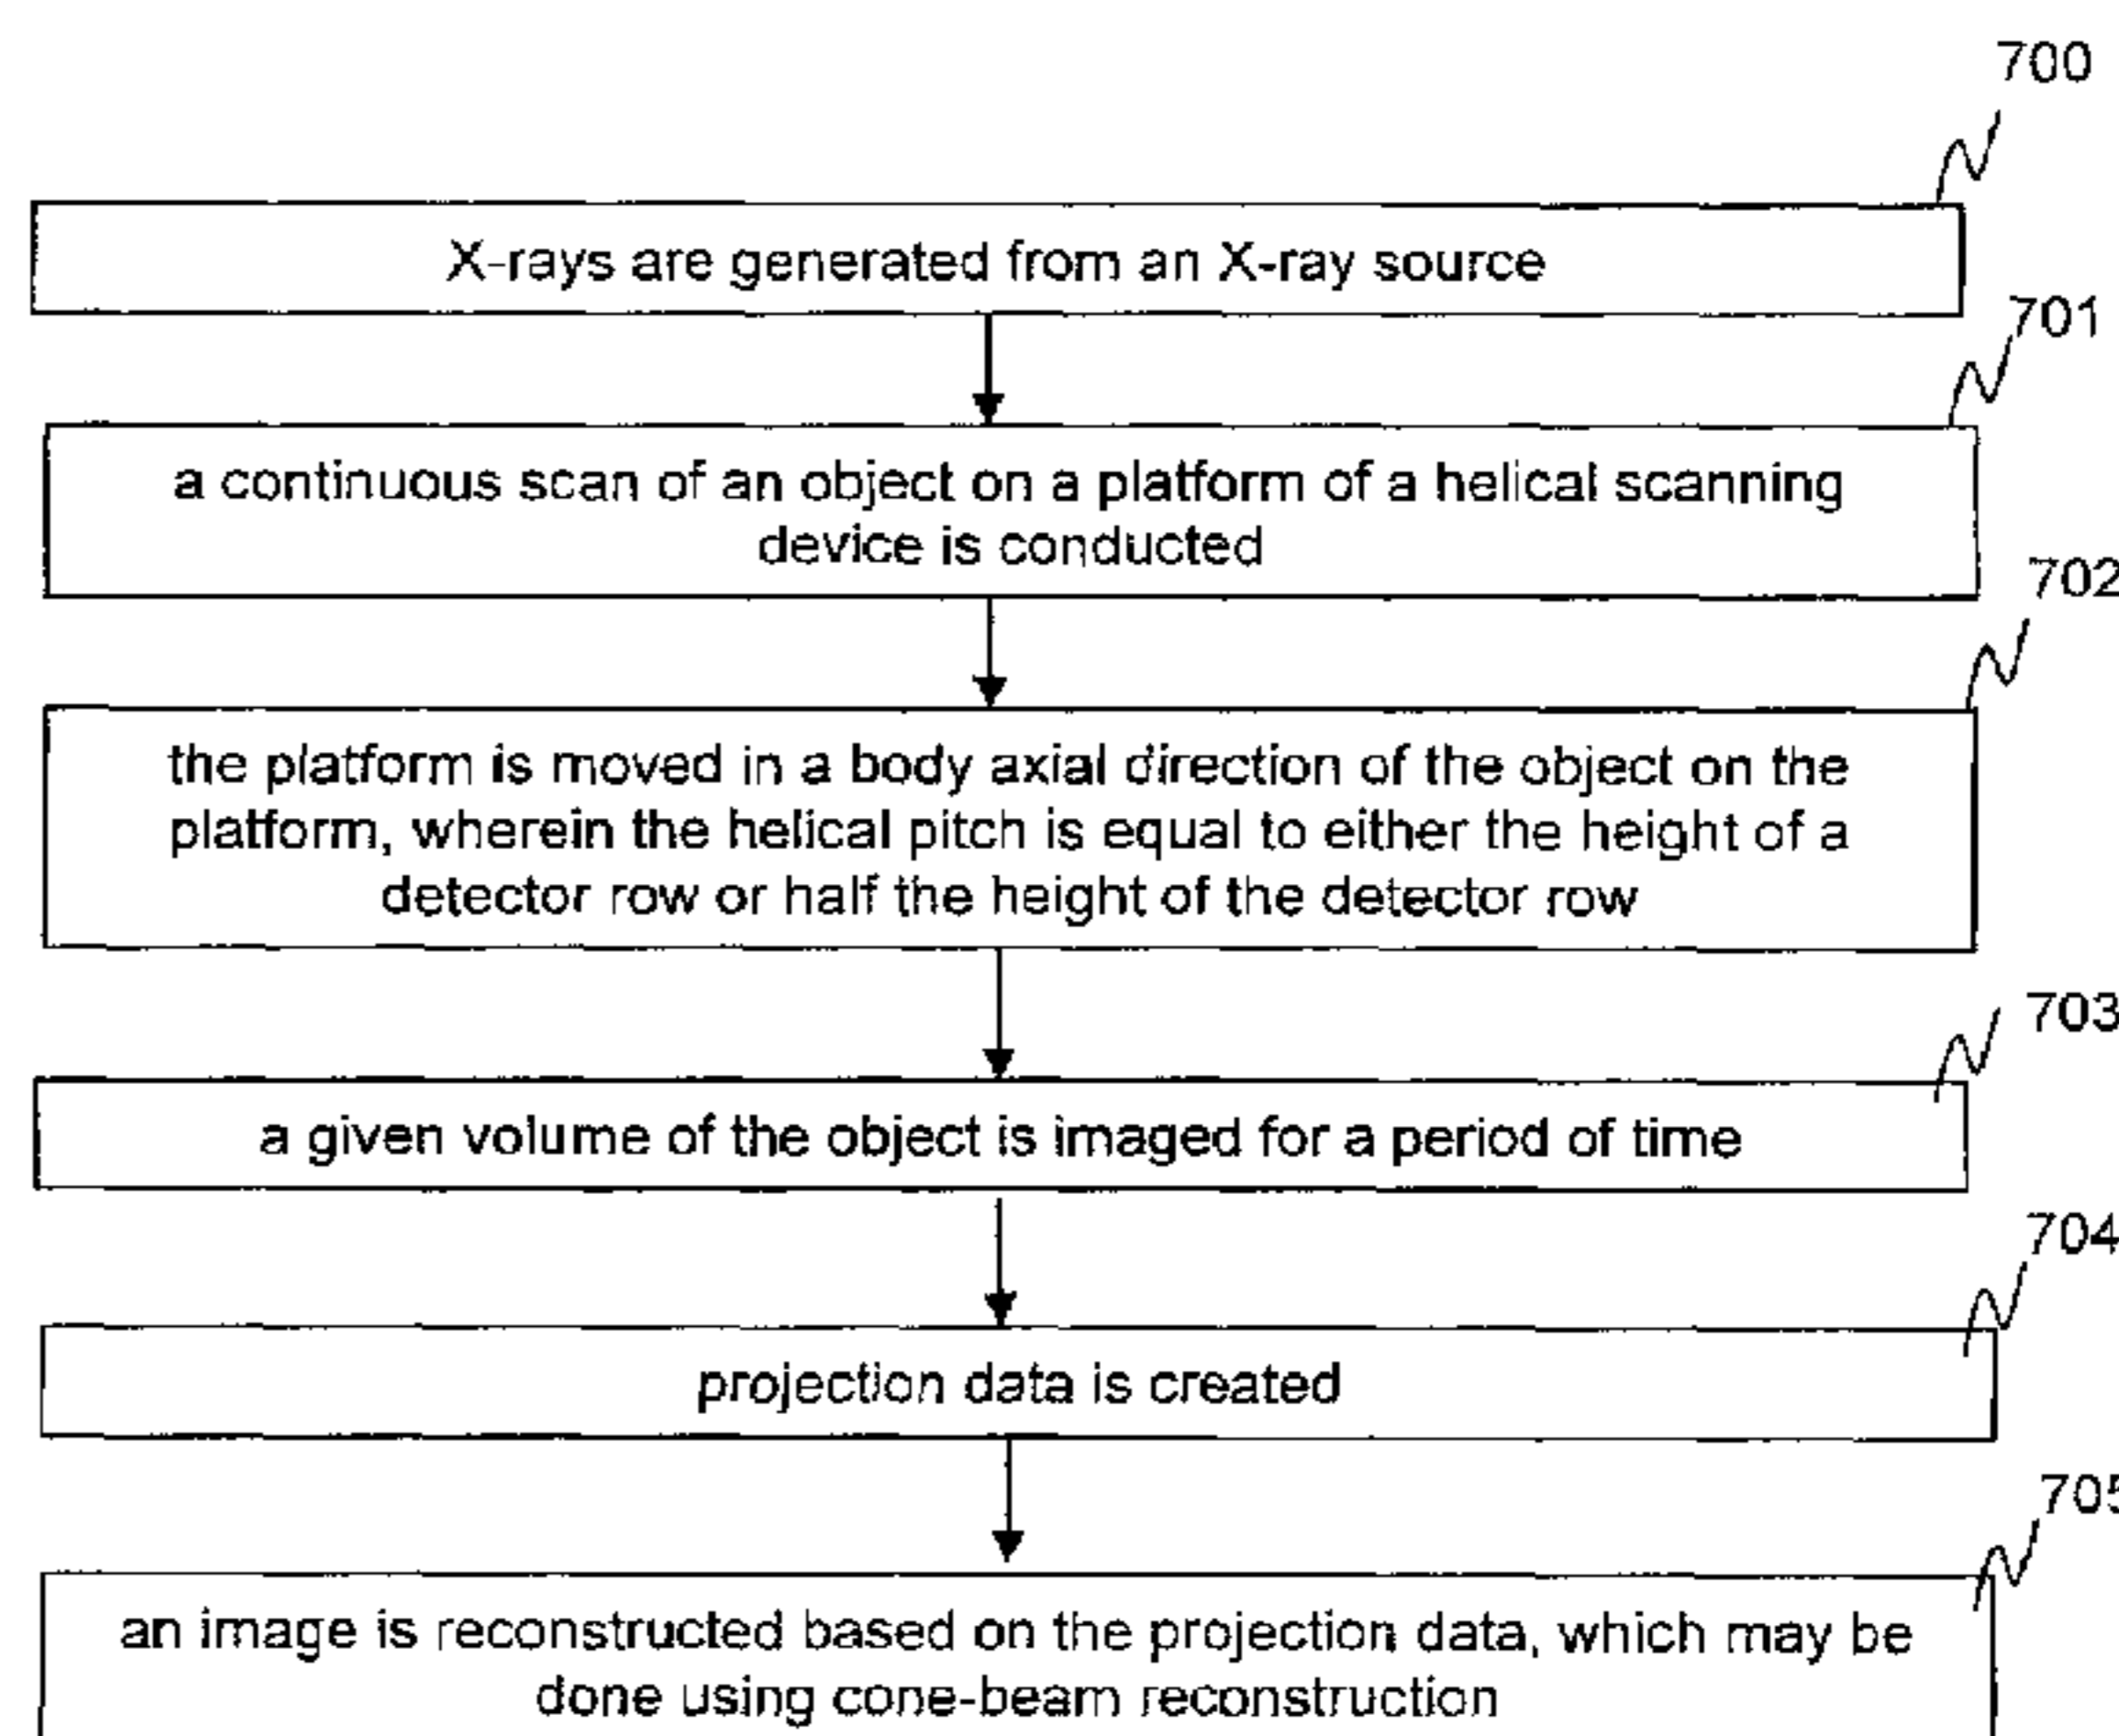 700
X-rays are generated from an X-ray source
701
a continuous scan of an object on a platform of a helical scanning
device is conducted
702
the platform is moved in a body axial direction of the object on the
platform, wherein the helical pitch is equal to either the height of a
detector row or half the height of the detector row
703
a given volume of the object is imaged for a period of time
704
projection data is created
705
an image is reconstructed based on the projection data, which may be
done using cone-beam reconstruction